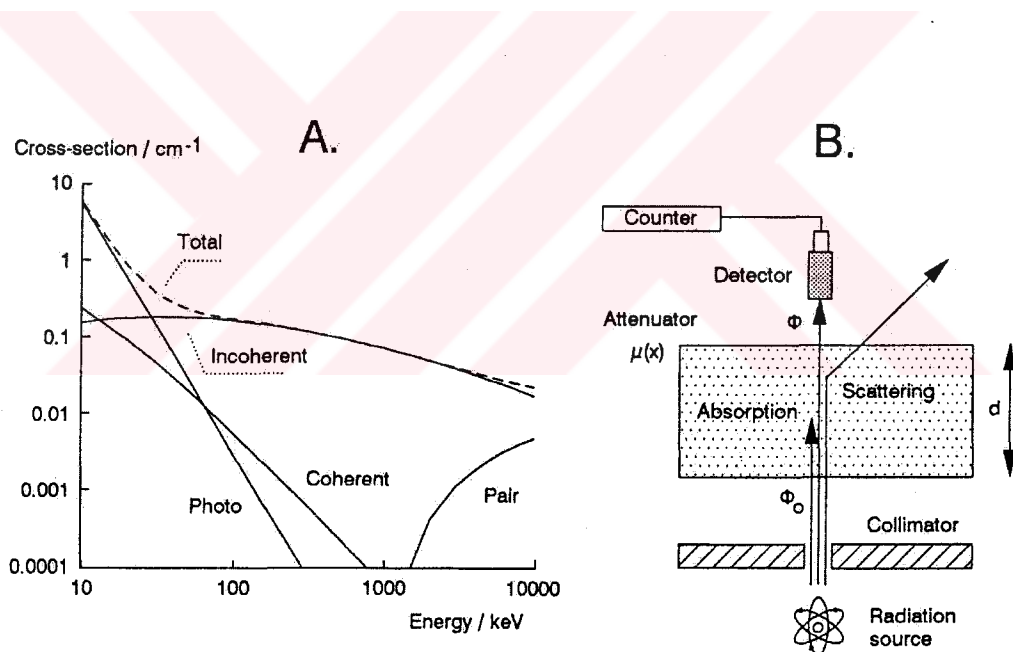 A.
Cross-section / cm-1
10
1
0.1
0.01
0.001
0.0001
Total
Incoherent
Coherent
Photo
Pair
10
100
1000
10000
Energy / keV
B.
Counter
Detector
Φ
Attenuator
μ(x)
Scattering
Absorption
d
Φo
Collimator
Radiation
source